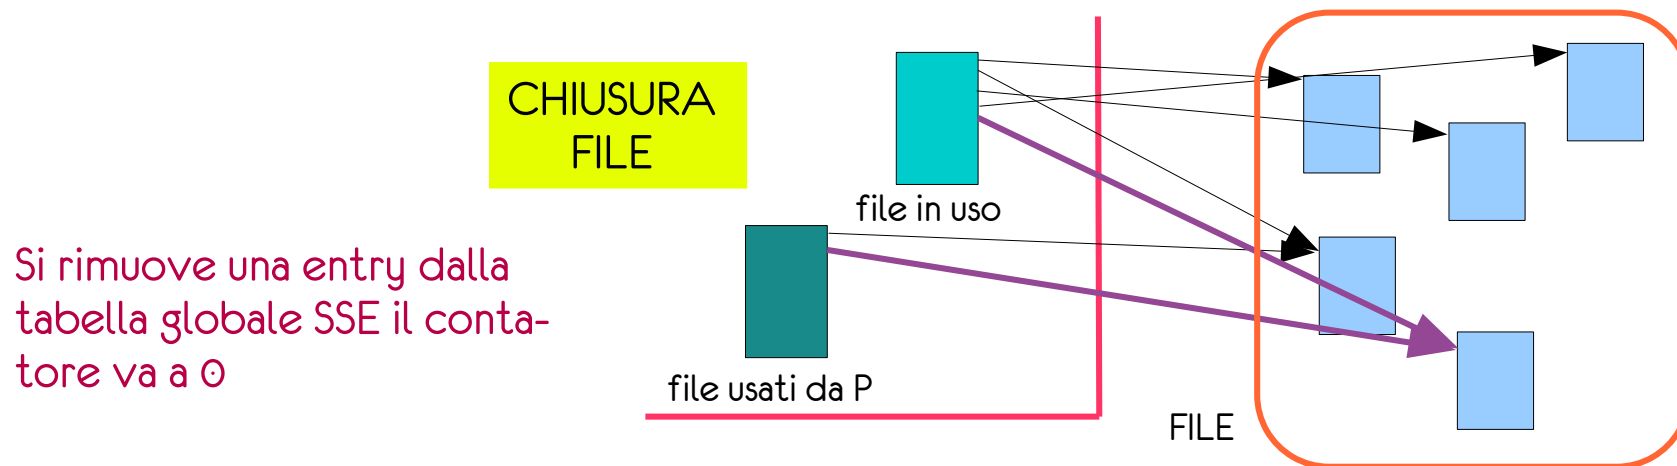 CHIUSURA
FILE
file in uso
Si rimuove una entry dalla
tabella globale SSE il conta-
tore va a 0
file usati da P
FILE